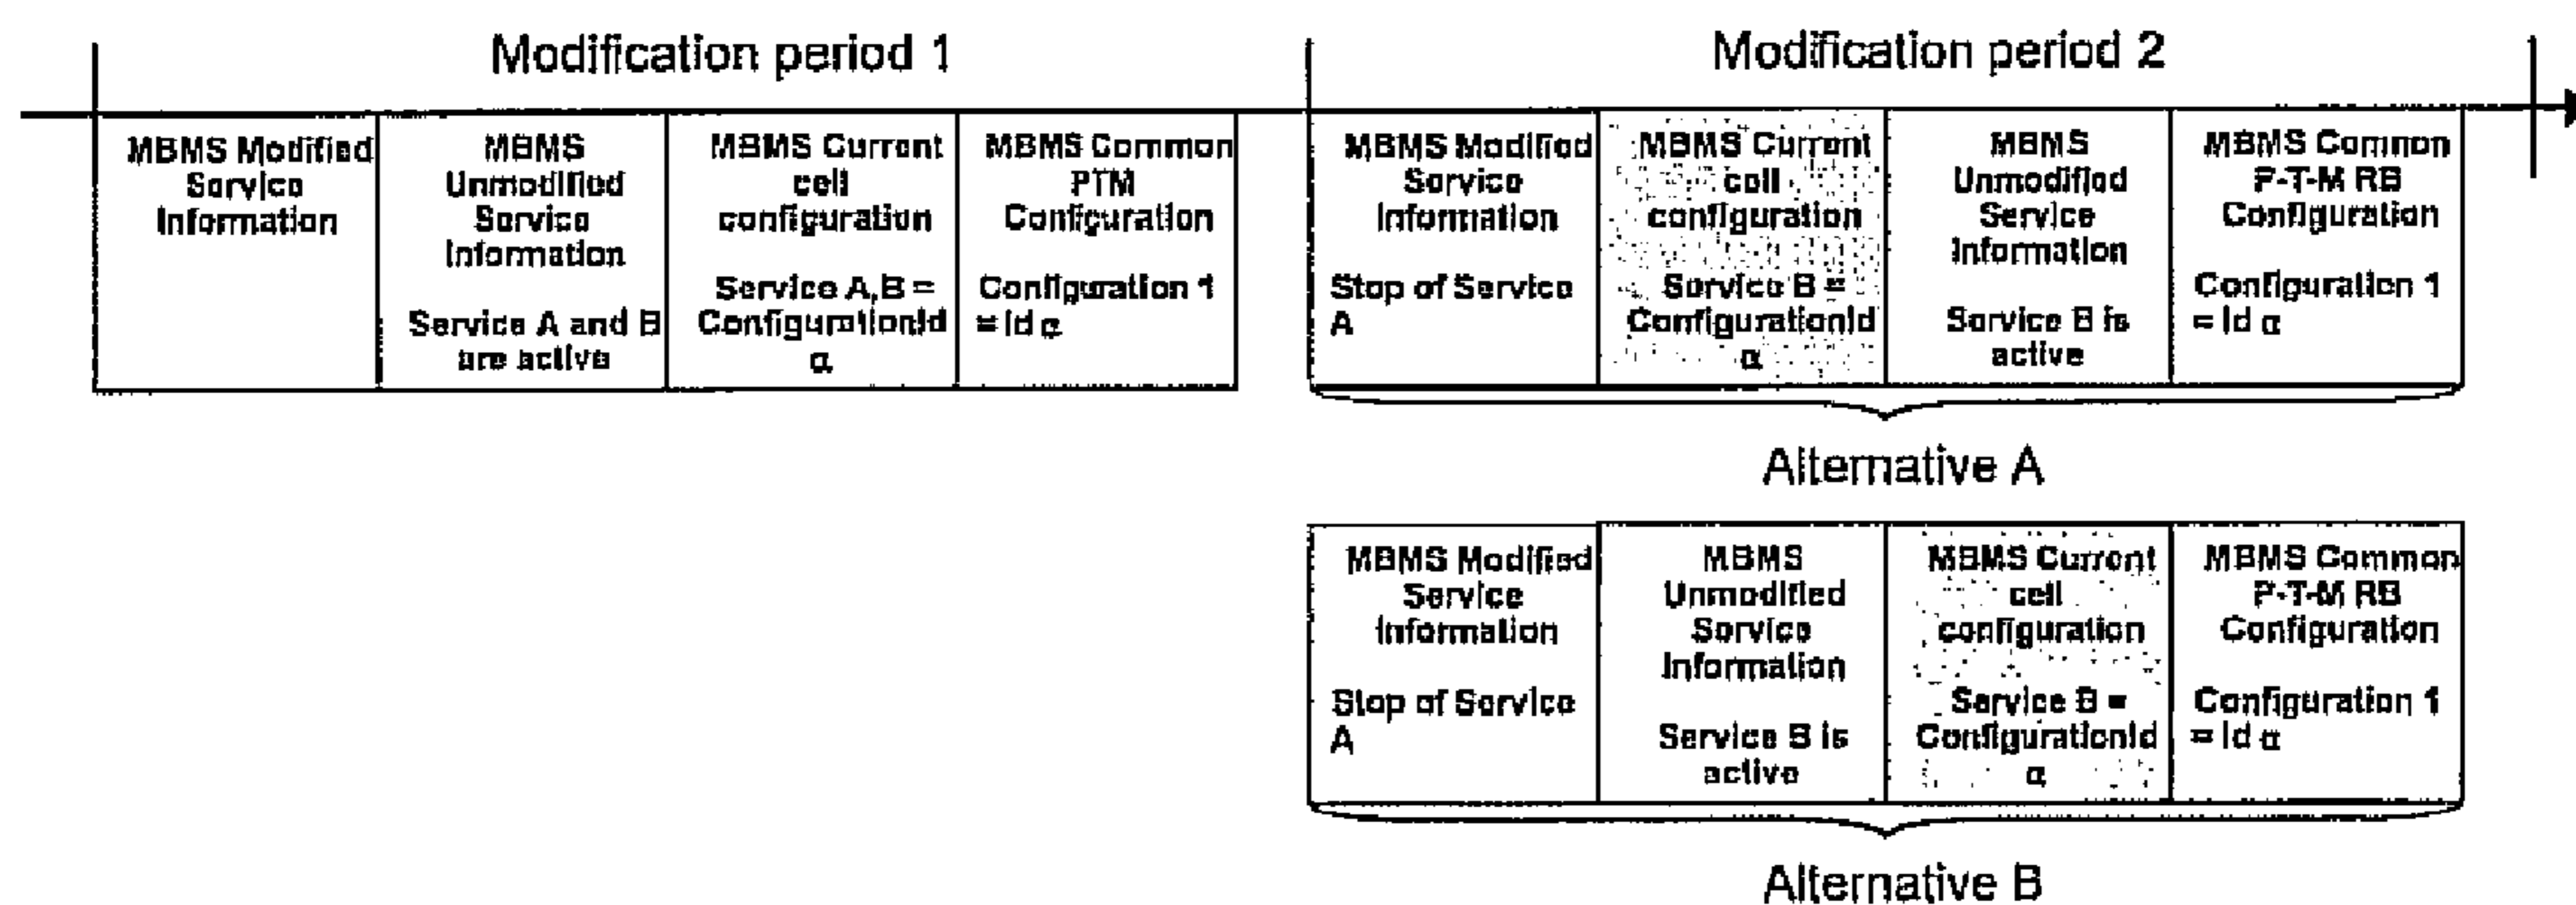 Modification period 1
Modification period 2
MBMS Modified
Service
Information
MBMS
Unmodified
Service
Information
Service A and B
are active
MBMS Current
cell
configuration
Service A,B =
ConfigurationId
α
MBMS Common
PTM
Configuration
Configuration 1
= Id α
MBMS Modified
Service
Information
Stop of Service
A
MBMS Current
cell
configuration
Service B =
ConfigurationId
α
MBMS
Unmodified
Service
Information
Service B is
active
MBMS Common
P-T-M RB
Configuration
Configuration 1
= Id α
Alternative A
MBMS Modified
Service
Information
Stop of Service
A
MBMS
Unmodified
Service
Information
Service B is
active
MBMS Current
cell
configuration
Service B =
ConfigurationId
α
MBMS Common
P-T-M RB
Configuration
Configuration 1
= Id α
Alternative B